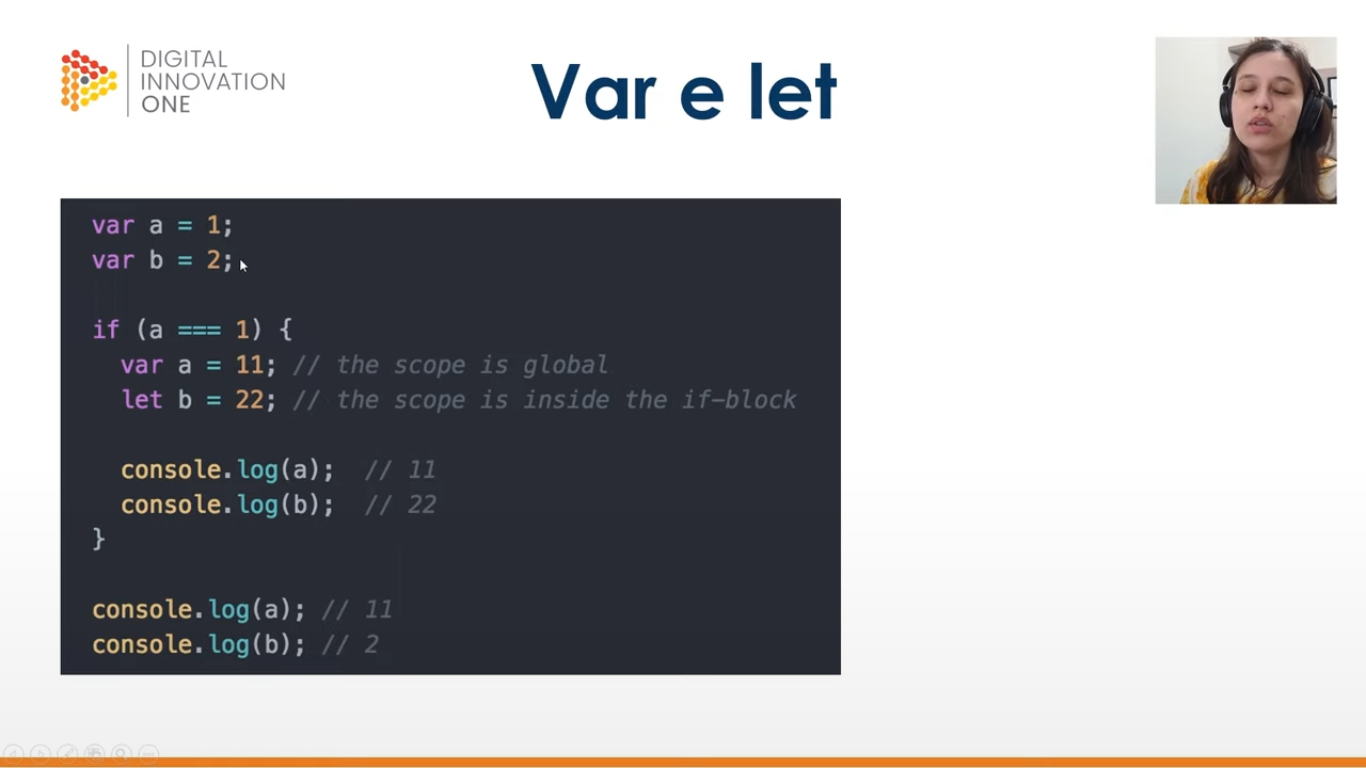 DIGITAL
INNOVATION
ONE
Var e let
var a = 1;
var b = 2;
if (a === 1) {
  var a = 11; // the scope is global
  let b = 22; // the scope is inside the if-block
  console.log(a);  // 11
  console.log(b);  // 22
}
console.log(a); // 11
console.log(b); // 2